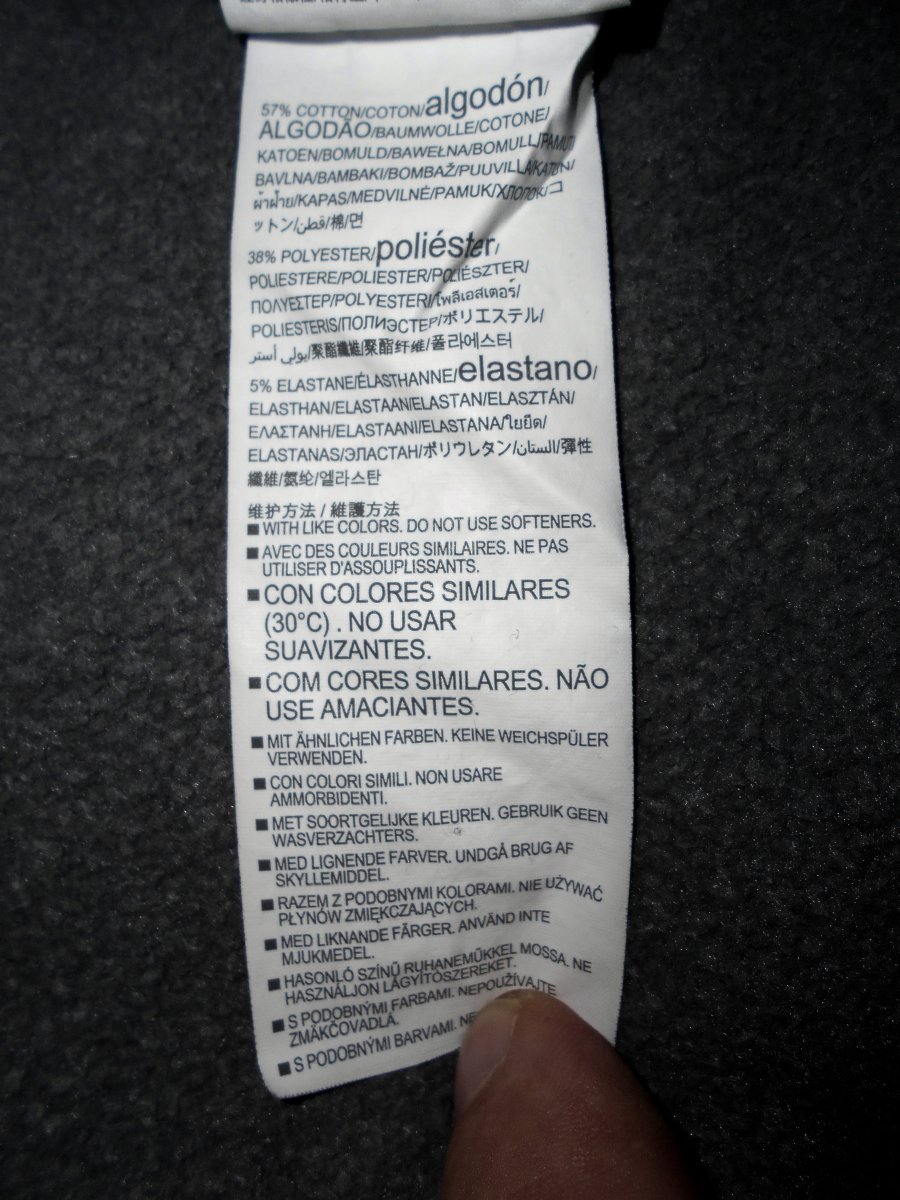 57% COTTON/COTON/algodón/
ALGODÃO/BAUMWOLLE/COTONE/
KATOEN/BOMULD/BAWEŁNA/BOMULL/PAMUT/
BAVLNA/BAMBAKI/BOMBAŽ/PUUVILLA/KATUN/
ผ้าฝ้าย/KAPAS/MEDVILNĖ/PAMUK/ХЛОПОК/コ
ットン/قطن/棉/면
38% POLYESTER/poliéster/
POLIESTERE/POLIESTER/POLIÉSZTER/
ΠΟΛΥΕΣΤΕΡ/POLYESTERI/โพลีเอสเตอร์/
POLIESTERIS/ПОЛИЭСТЕР/ポリエステル/
بولي أستر/聚酯纖維/聚酯纤维/폴리에스터
5% ELASTANE/ÉLASTHANNE/elastano/
ELASTHAN/ELASTAAN/ELASTAN/ELASZTÁN/
ΕΛΑΣΤΑΝΗ/ELASTAANI/ELASTANA/ใยยืด/
ELASTANAS/ЭЛАСТАН/ポリウレタン/الستان/彈性
纖維/氨纶/엘라스탄
维护方法 / 維護方法
■ WITH LIKE COLORS. DO NOT USE SOFTENERS.
■ AVEC DES COULEURS SIMILAIRES. NE PAS
UTILISER D'ASSOUPLISSANTS.
■ CON COLORES SIMILARES
(30°C) . NO USAR
SUAVIZANTES.
■ COM CORES SIMILARES. NÃO
USE AMACIANTES.
■ MIT ÄHNLICHEN FARBEN. KEINE WEICHSPÜLER
VERWENDEN.
■ CON COLORI SIMILI. NON USARE
AMMORBIDENTI.
■ MET SOORTGELIJKE KLEUREN. GEBRUIK GEEN
WASVERZACHTERS.
■ MED LIGNENDE FARVER. UNDGÅ BRUG AF
SKYLLEMIDDEL.
■ RAZEM Z PODOBNYMI KOLORAMI. NIE UŻYWAĆ
PŁYNÓW ZMIĘKCZAJĄCYCH.
■ MED LIKNANDE FÄRGER. ANVÄND INTE
MJUKMEDEL.
■ HASONLÓ SZÍNŰ RUHANEMŰKKEL MOSSA. NE
HASZNÁLJON LÁGYÍTÓSZEREKET.
■ S PODOBNÝMI FARBAMI. NEPOUŽÍVAJTE
ZMÄKČOVADLÁ.
■ S PODOBNÝMI BARVAMI.